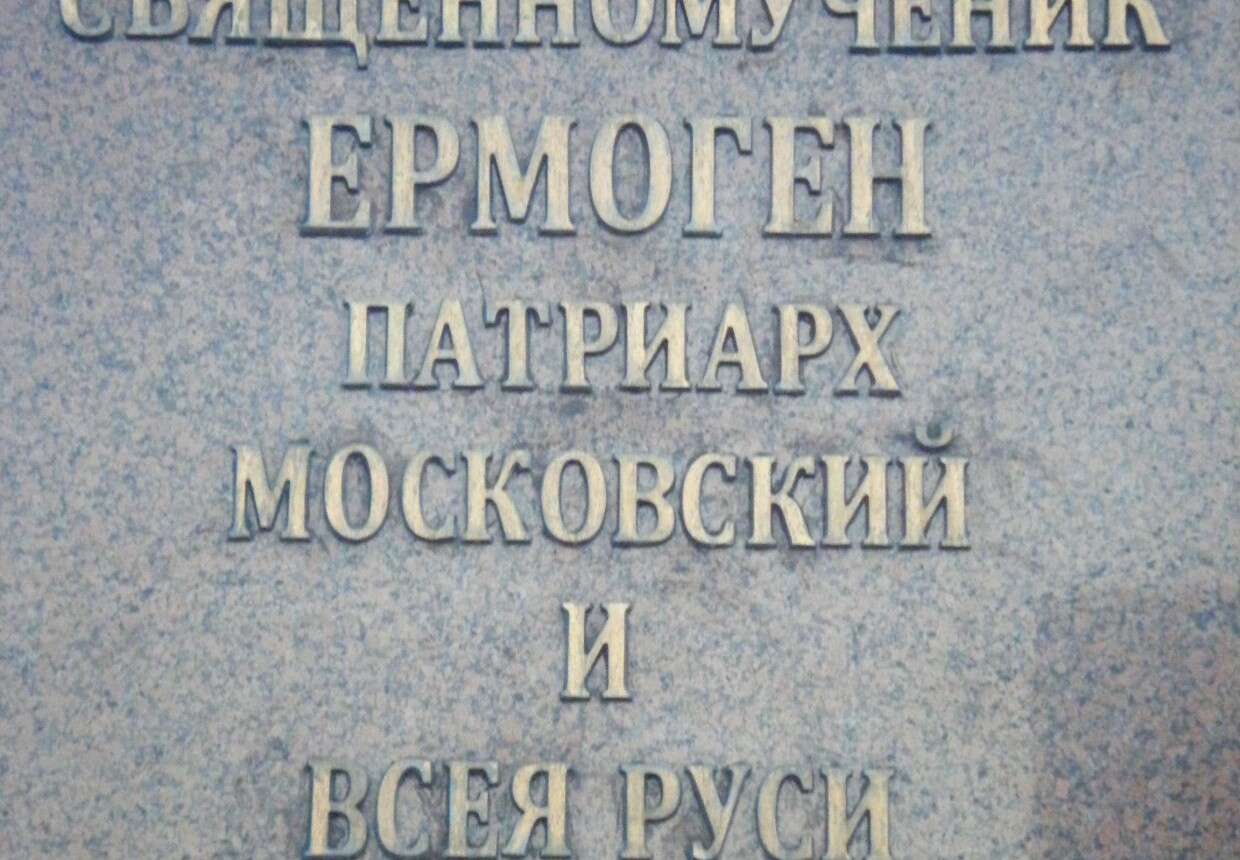 СВЯЩЕННОМУЧЕНИК
ЕРМОГЕН
ПАТРИАРХ
МОСКОВСКИЙ
И
ВСЕЯ РУСИ